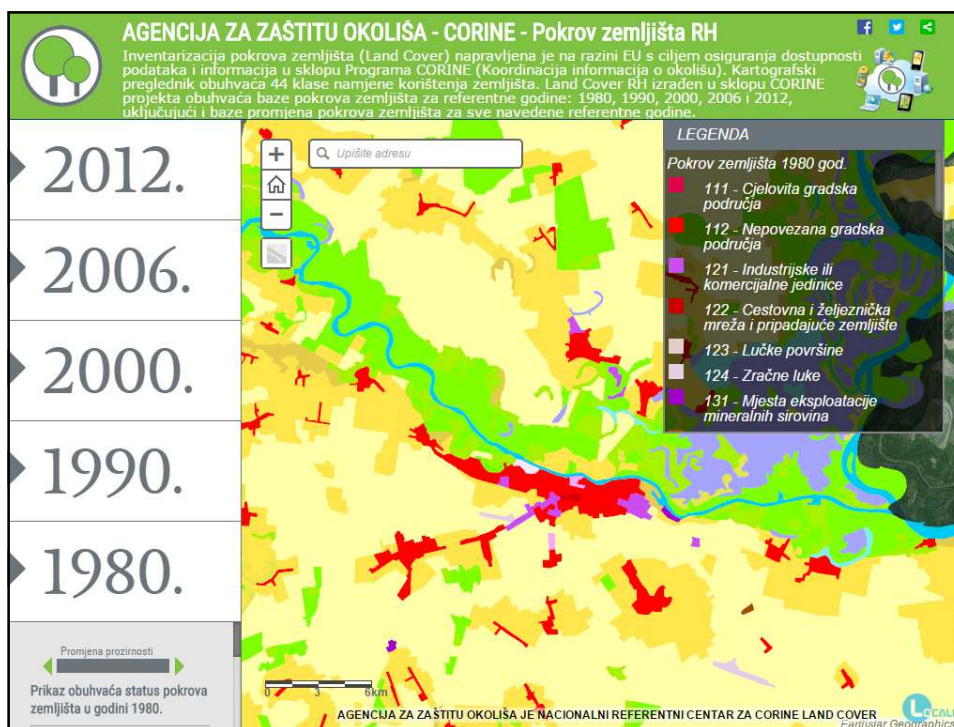 AGENCIJA ZA ZAŠTITU OKOLIŠA - CORINE - Pokrov zemljišta RH
Inventarizacija pokrova zemljišta (Land Cover) napravljena je na razini EU s ciljem osiguranja dostupnosti
podataka i informacija u sklopu Programa CORINE (Koordinacija informacija o okolišu). Kartografski
preglednik obuhvaća 44 klase namjene korištenja zemljišta. Land Cover RH izrađen u sklopu CORINE
projekta obuhvaća baze pokrova zemljišta za referentne godine: 1980, 1990, 2000, 2006 i 2012,
uključujući i baze promjena pokrova zemljišta za sve navedene referentne godine.
2012.
2006.
2000.
1990.
1980.
Promjena prozirnosti
Prikaz obuhvaća status pokrova
zemljišta u godini 1980.
Upišite adresu
LEGENDA
Pokrov zemljišta 1980 god.
111 - Cjelovita gradska
područja
112 - Nepovezana gradska
područja
121 - Industrijske ili
komercijalne jedinice
122 - Cestovna i željeznička
mreža i pripadajuće zemljište
123 - Lučke površine
124 - Zračne luke
131 - Mjesta eksploatacije
mineralnih sirovina
0 3 6km
AGENCIJA ZA ZAŠTITU OKOLIŠA JE NACIONALNI REFERENTNI CENTAR ZA CORINE LAND COVER
Earthstar Geographics